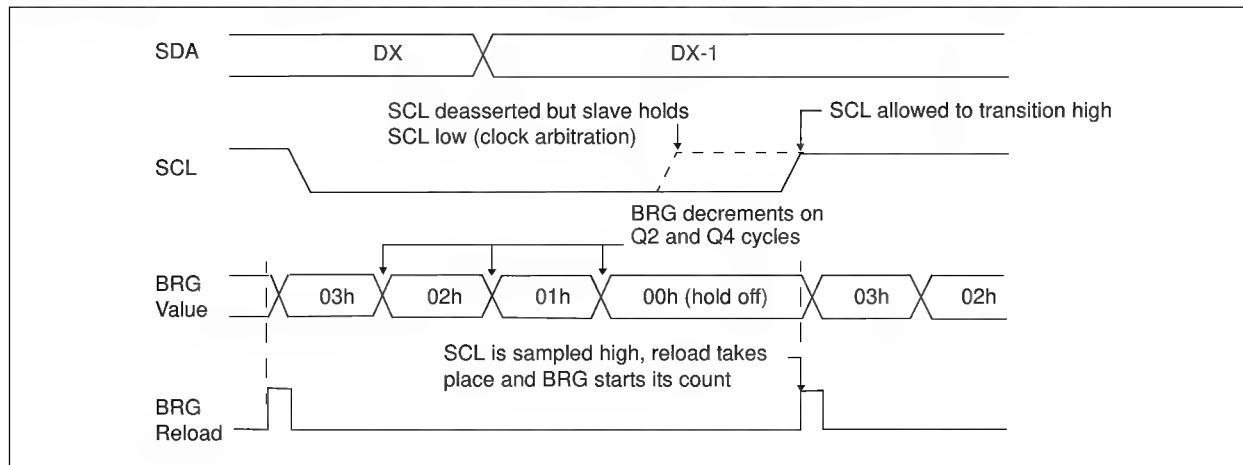 SDA
DX
DX-1
SCL deasserted but slave holds
SCL low (clock arbitration)
SCL allowed to transition high
SCL
BRG decrements on
Q2 and Q4 cycles
BRG
Value
03h
02h
01h
00h (hold off)
03h
02h
SCL is sampled high, reload takes
place and BRG starts its count
BRG
Reload